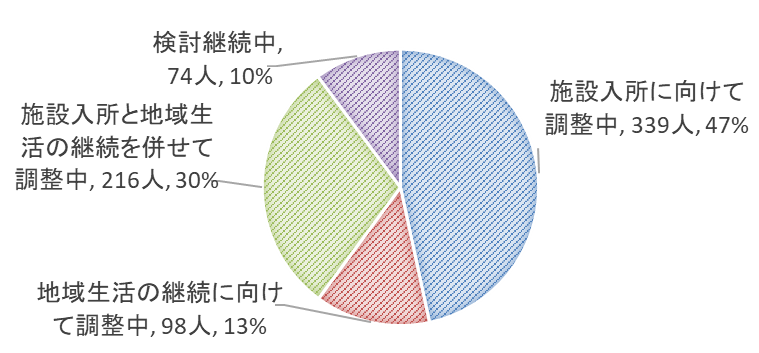 検討継続中,
74人, 10%
施設入所に向けて
調整中, 339人, 47%
施設入所と地域生
活の継続を併せて
調整中, 216人, 30%
地域生活の継続に向け
て調整中, 98人, 13%